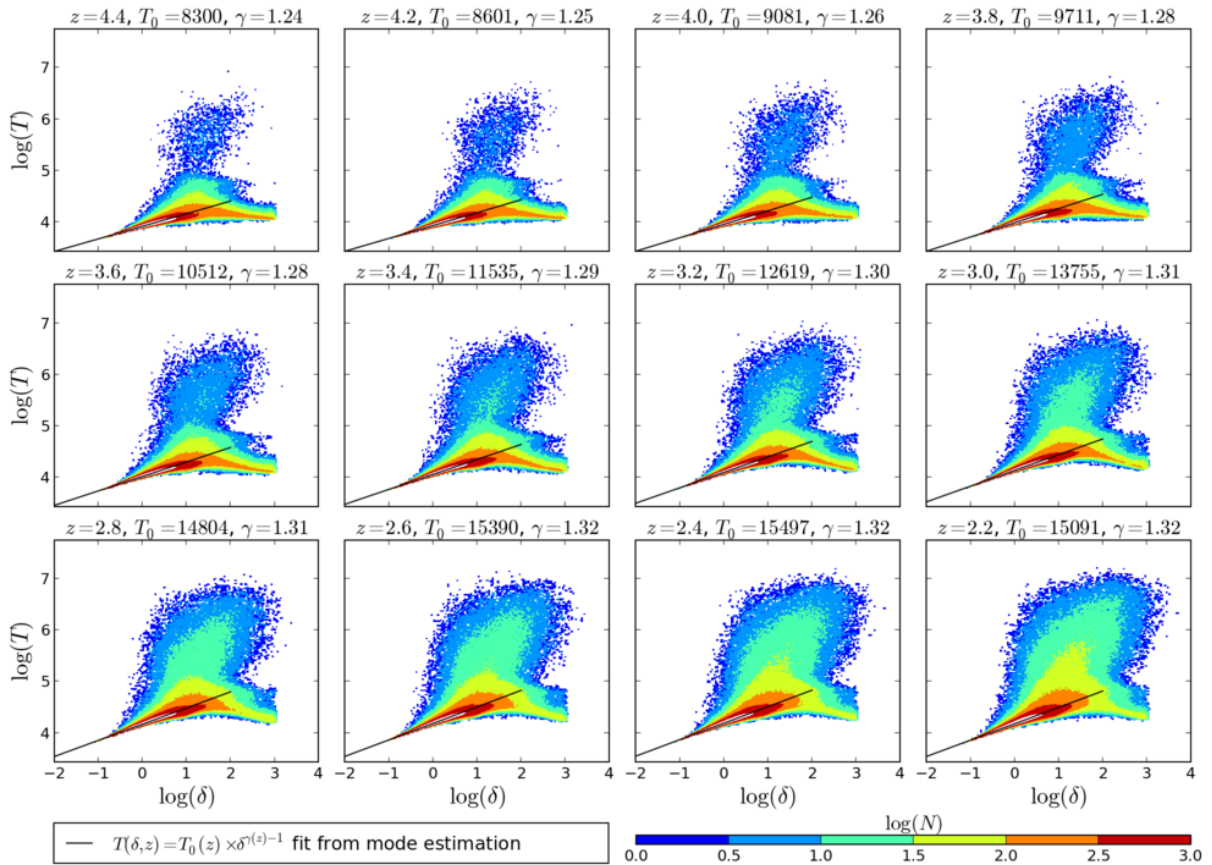 z=4.4, T₀=8300, γ=1.24
z=4.2, T₀=8601, γ=1.25
z=4.0, T₀=9081, γ=1.26
z=3.8, T₀=9711, γ=1.28
log(T)
7
6
5
4
z=3.6, T₀=10512, γ=1.28
z=3.4, T₀=11535, γ=1.29
z=3.2, T₀=12619, γ=1.30
z=3.0, T₀=13755, γ=1.31
log(T)
7
6
5
4
z=2.8, T₀=14804, γ=1.31
z=2.6, T₀=15390, γ=1.32
z=2.4, T₀=15497, γ=1.32
z=2.2, T₀=15091, γ=1.32
log(T)
7
6
5
4
−2 −1 0 1 2 3 4
−2 −1 0 1 2 3 4
−2 −1 0 1 2 3 4
−2 −1 0 1 2 3 4
log(δ) log(δ) log(δ) log(δ)
T(δ,z)=T₀(z)×δ^{γ(z)−1} fit from mode estimation
log(N)
0.0 0.5 1.0 1.5 2.0 2.5 3.0